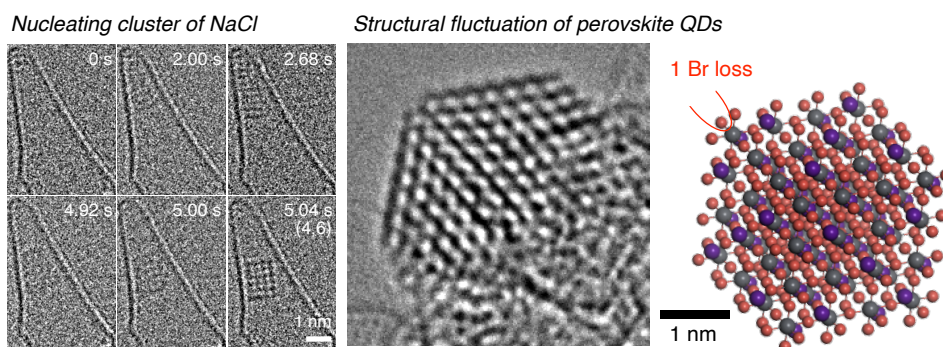 Nucleating cluster of NaCl
Structural fluctuation of perovskite QDs
0 s
2.00 s
2.68 s
4.92 s
5.00 s
5.04 s
(4.6)
1 nm
1 Br loss
1 nm